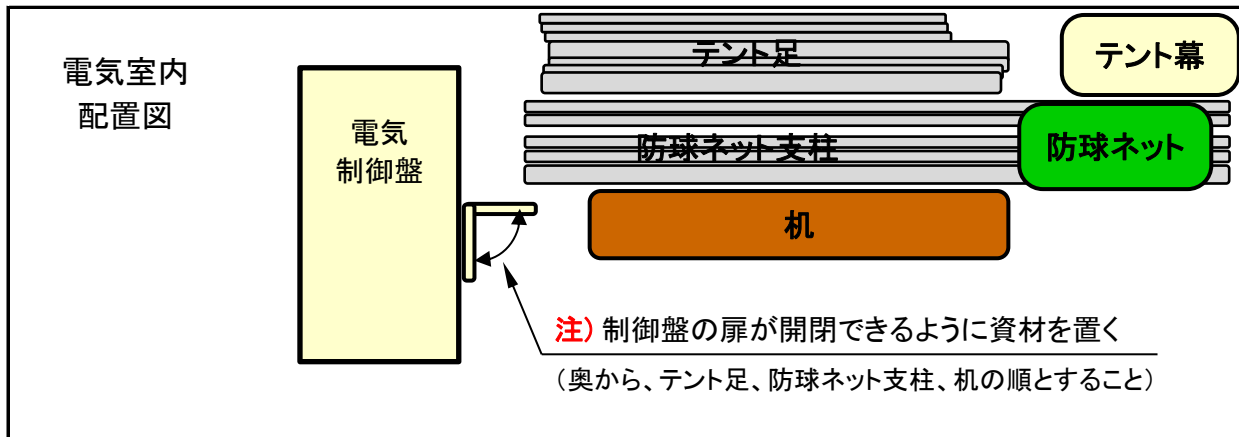 電気室内
配置図
電気
制御盤
テント足
テント幕
防球ネット支柱
防球ネット
机
注）制御盤の扉が開閉できるように資材を置く
（奥から、テント足、防球ネット支柱、机の順とすること）